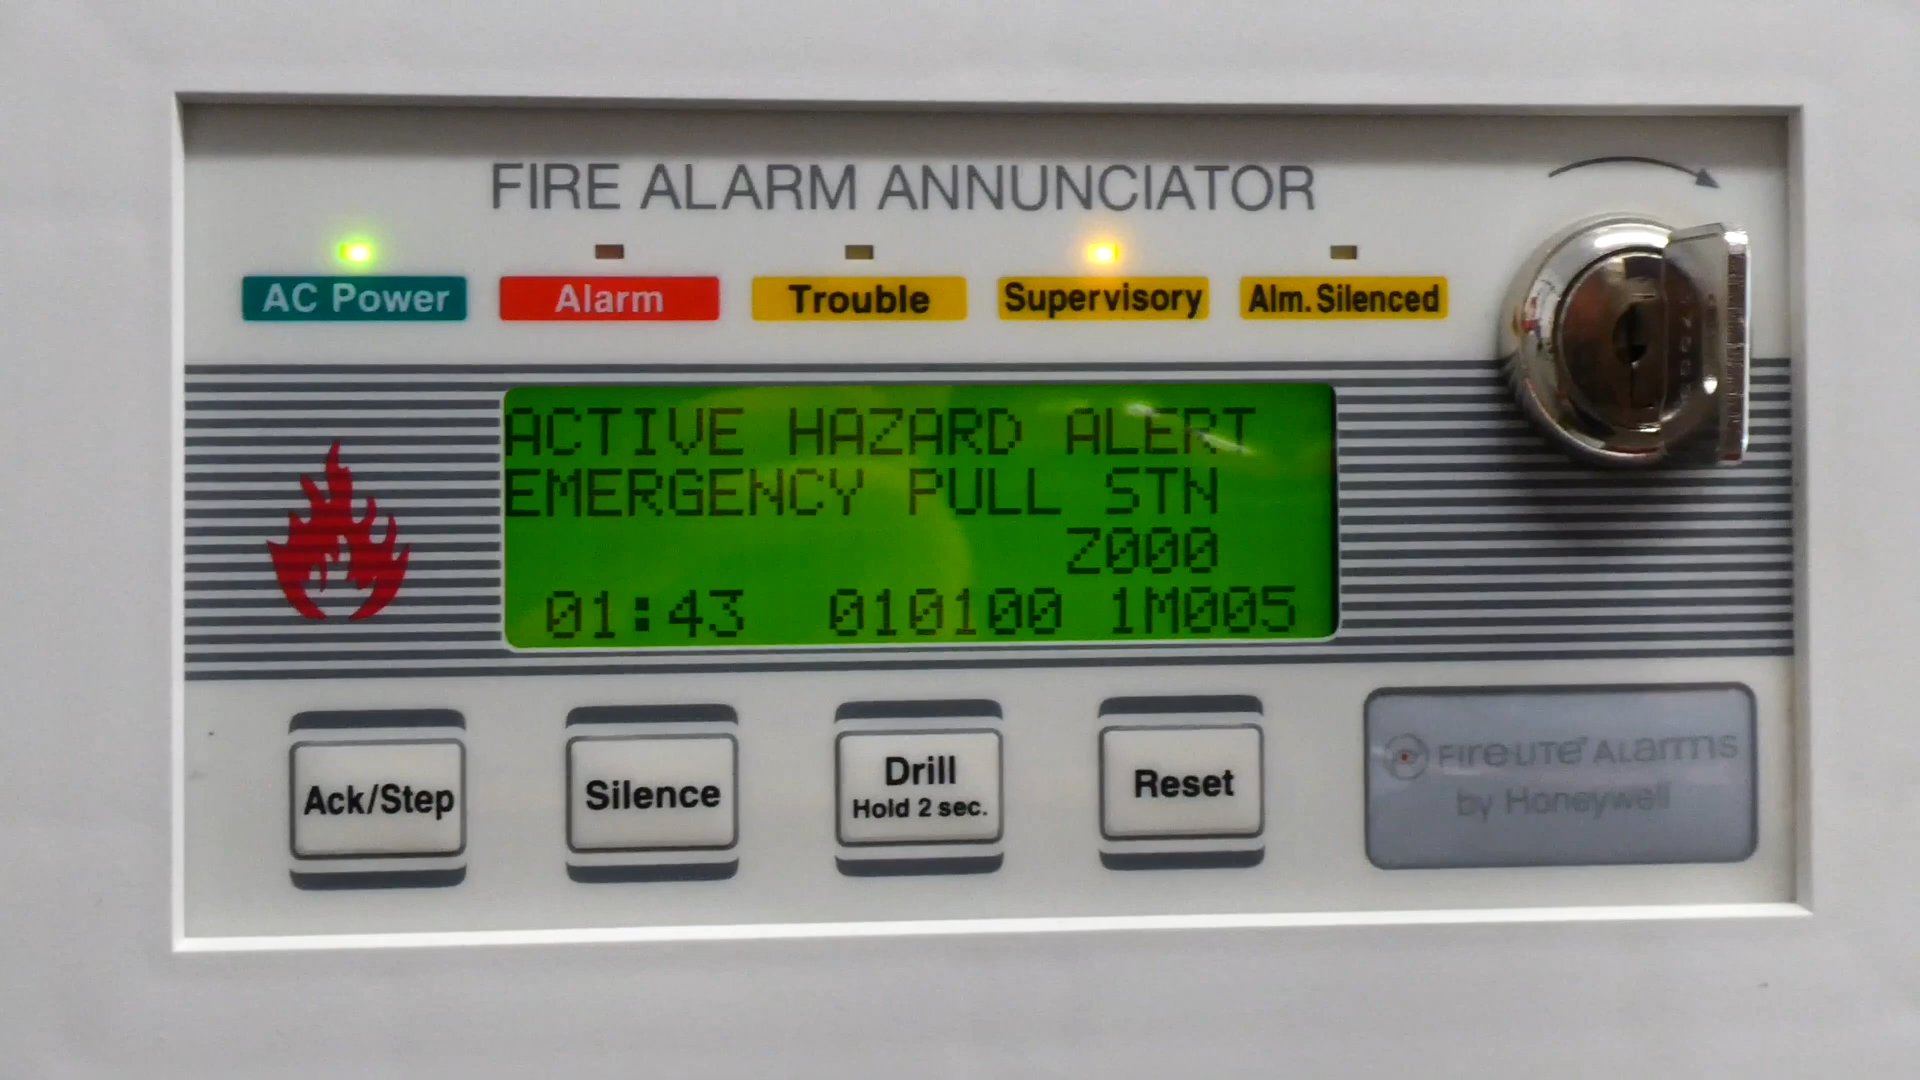 FIRE ALARM ANNUNCIATOR
AC Power
Alarm
Trouble
Supervisory
Alm. Silenced
ACTIVE HAZARD ALERT
EMERGENCY PULL STN
Z000
01:43 010100 1M005
Ack/Step
Silence
Drill
Hold 2 sec.
Reset
FIRELITE ALARMS
by Honeywell